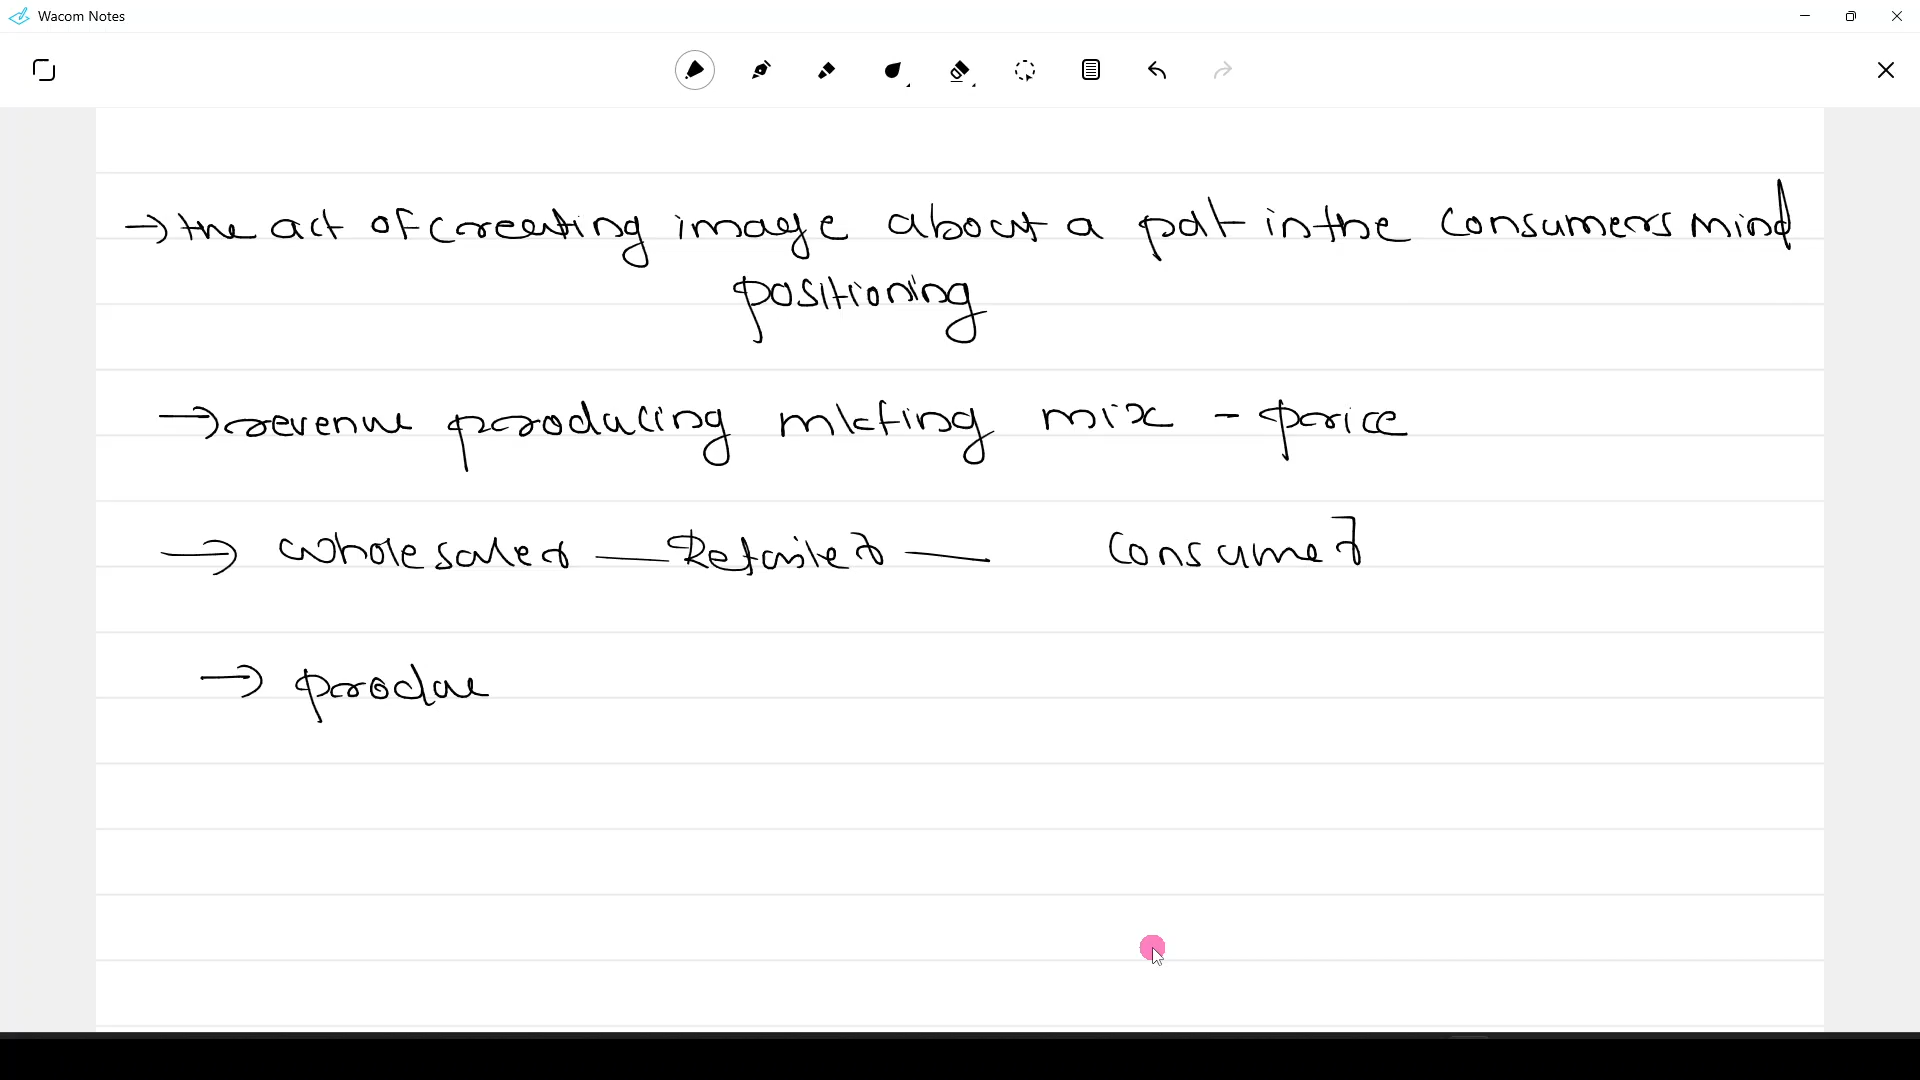 Wacom Notes
→ the act of creating image about a pdt in the consumers mind
positioning
→ revenue producing mkting mix - price
→ wholesaler — Retailer — Consumer
→ produc